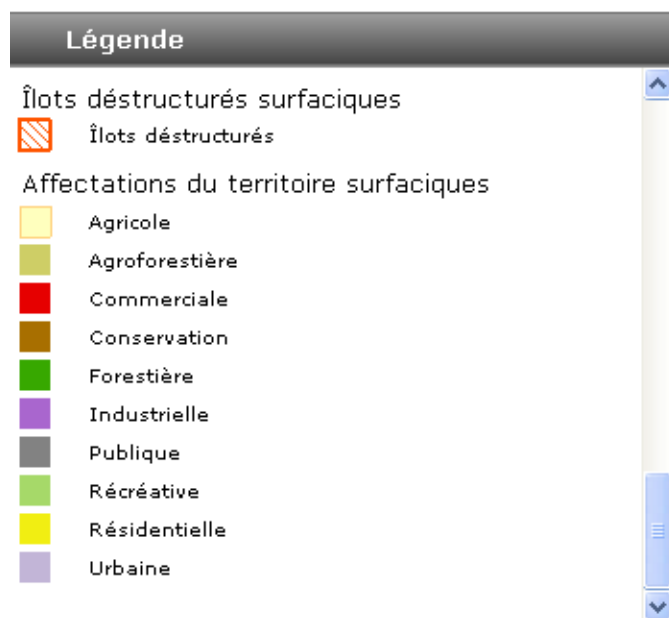 Légende
Îlots déstructurés surfaciques
Îlots déstructurés
Affectations du territoire surfaciques
Agricole
Agroforestière
Commerciale
Conservation
Forestière
Industrielle
Publique
Récréative
Résidentielle
Urbaine